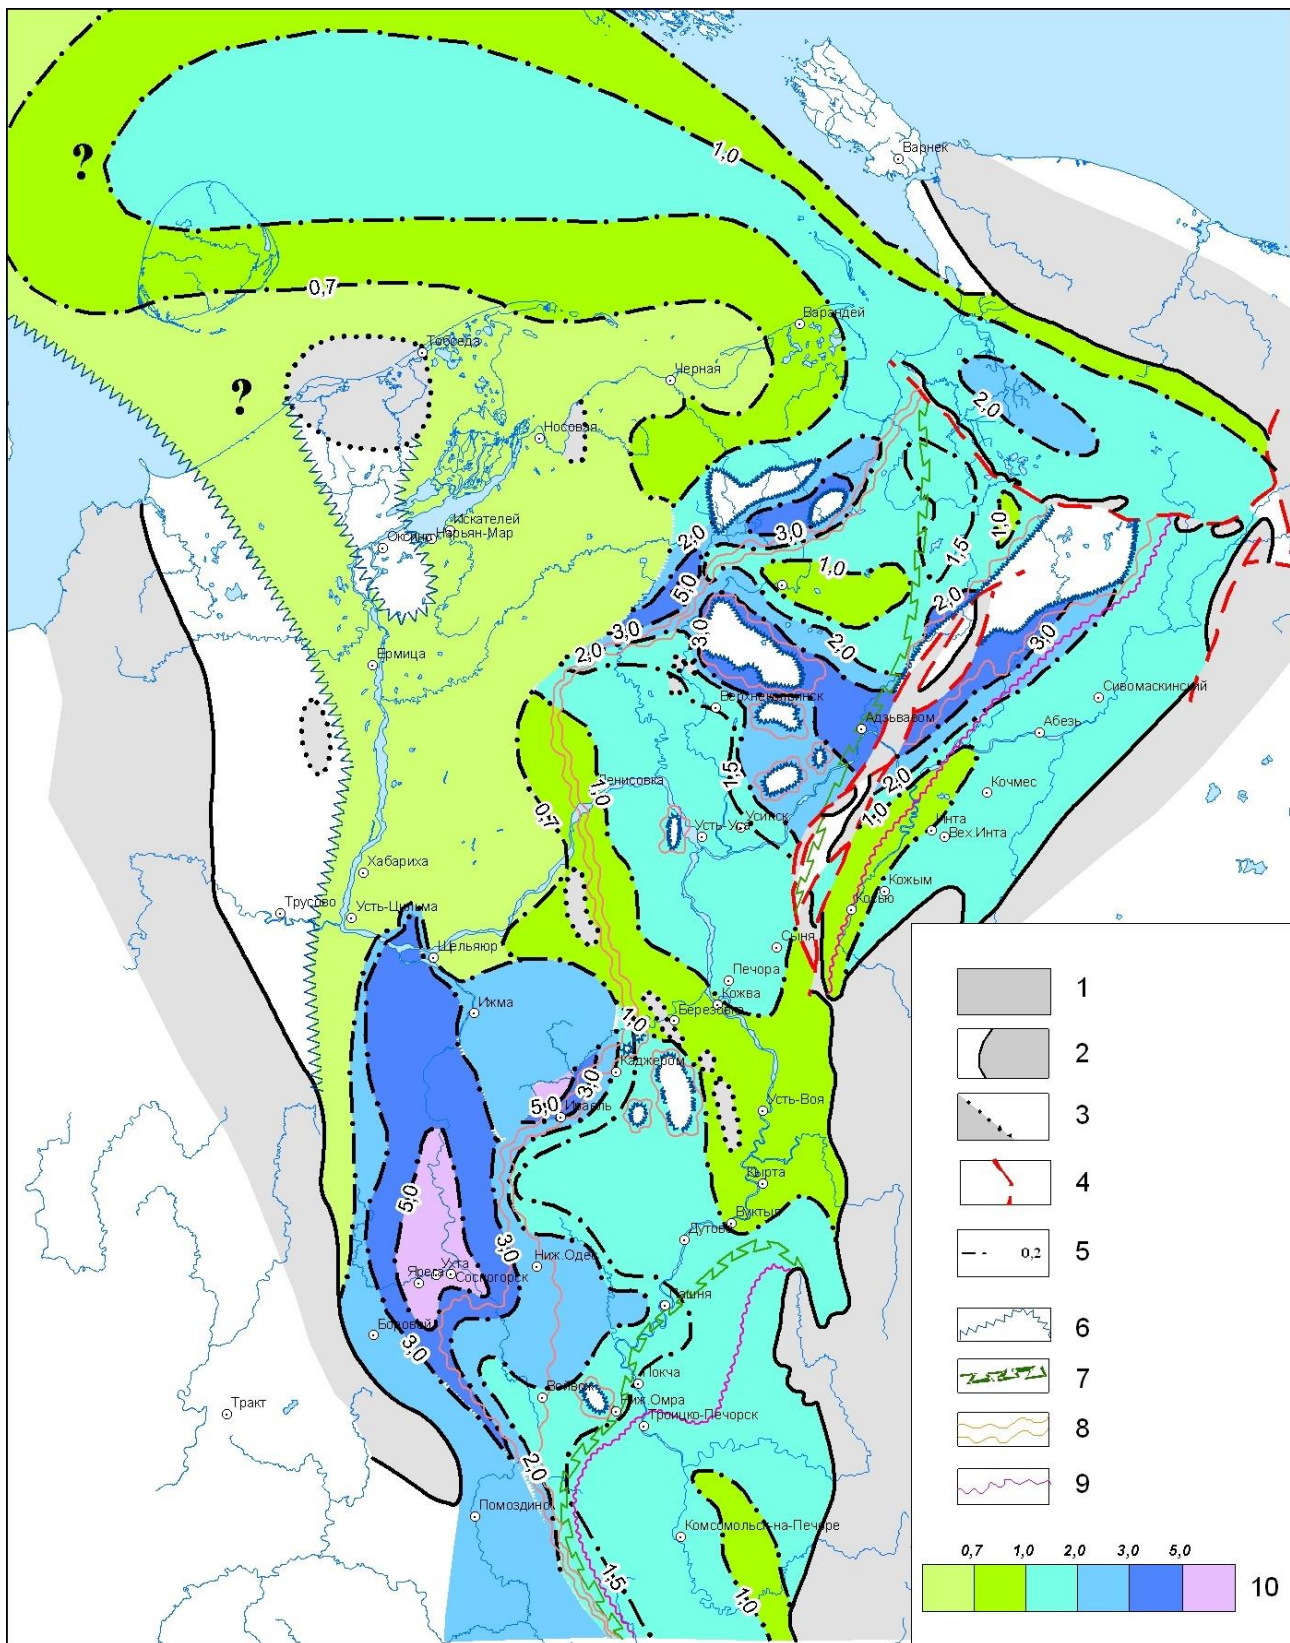 Варнек
?
1,0
0,7
Варандей
Тобседа
?
Черная
2,0
Носовая
Искателей
Нарьян-Мар
Оксино
2,0
3,0
1,0
1,5
1,0
5,0
2,0
3,0
3,0
2,0
2,0
3,0
Ермица
Сивомаскинский
Адзьвавом
Абезь
1,5
2,0
Денисовка
1,0
0,7
Кочмес
Усинск
Усть-Уса
1,0
Инта
Вех.Инта
Хабариха
Кожым
Косью
Трусово
Усть-Цильма
Щельяюр
Сыня
Печора
Кожва
Ижма
1,0
Каджером
3,0
5,0
Усть-Воя
Кырта
Вуктыл
Дутово
5,0
3,0
Ниж.Одес
Ухта
Ярега
Сосногорск
Пашня
3,0
Покча
Ниж.Омра
Троицко-Печорск
Тракт
2,0
Помоздино
Комсомольск-на-Печоре
1,5
1,0
1
2
3
4
5
0,2
6
7
8
9
0,7 1,0 2,0 3,0 5,0
10